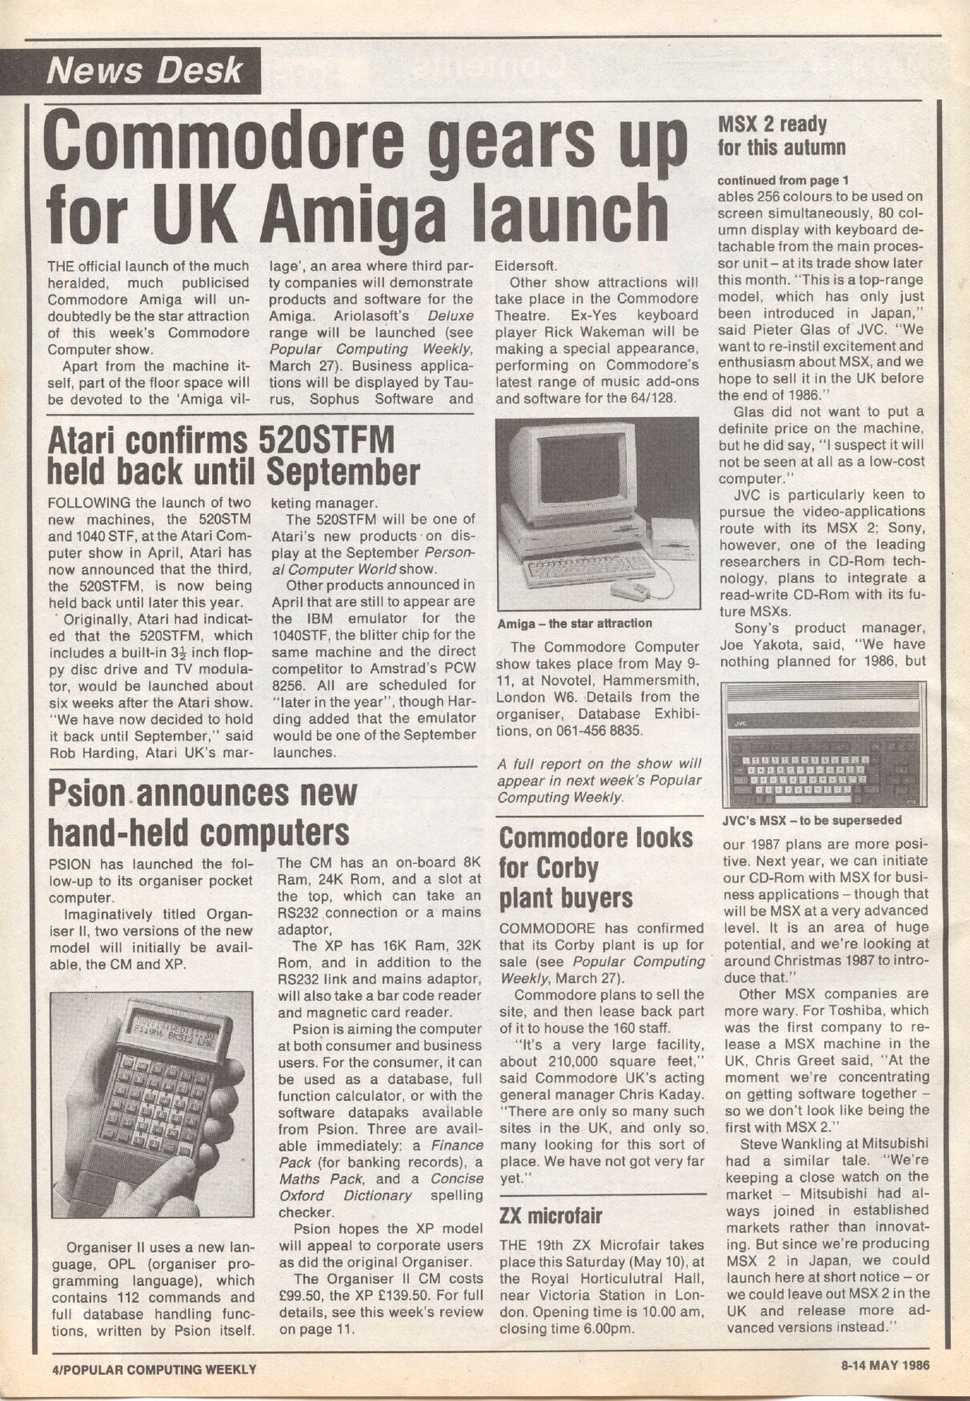 News Desk
Commodore gears up
for UK Amiga launch
THE official launch of the much
heralded, much publicised
Commodore Amiga will un-
doubtedly be the star attraction
of this week's Commodore
Computer show.
Apart from the machine it-
self, part of the floor space will
be devoted to the 'Amiga vil-
lage', an area where third par-
ty companies will demonstrate
products and software for the
Amiga. Ariolasoft's Deluxe
range will be launched (see
Popular Computing Weekly,
March 27). Business applica-
tions will be displayed by Tau-
rus, Sophus Software and
Eidersoft.
Other show attractions will
take place in the Commodore
Theatre. Ex-Yes keyboard
player Rick Wakeman will be
making a special appearance,
performing on Commodore's
latest range of music add-ons
and software for the 64/128.
Amiga – the star attraction
The Commodore Computer
show takes place from May 9-
11, at Novotel, Hammersmith,
London W6. Details from the
organiser, Database Exhibi-
tions, on 061-456 8835.
A full report on the show will
appear in next week's Popular
Computing Weekly.
Atari confirms 520STFM
held back until September
FOLLOWING the launch of two
new machines, the 520STM
and 1040 STF, at the Atari Com-
puter show in April, Atari has
now announced that the third,
the 520STFM, is now being
held back until later this year.
Originally, Atari had indicat-
ed that the 520STFM, which
includes a built-in 3½ inch flop-
py disc drive and TV modula-
tor, would be launched about
six weeks after the Atari show.
"We have now decided to hold
it back until September," said
Rob Harding, Atari UK's mar-
keting manager.
The 520STFM will be one of
Atari's new products on dis-
play at the September Person-
al Computer World show.
Other products announced in
April that are still to appear are
the IBM emulator for the
1040STF, the blitter chip for the
same machine and the direct
competitor to Amstrad's PCW
8256. All are scheduled for
"later in the year", though Har-
ding added that the emulator
would be one of the September
launches.
Psion announces new
hand-held computers
PSION has launched the fol-
low-up to its organiser pocket
computer.
Imaginatively titled Organ-
iser II, two versions of the new
model will initially be avail-
able, the CM and XP.
Organiser II uses a new lan-
guage, OPL (organiser pro-
gramming language), which
contains 112 commands and
full database handling func-
tions, written by Psion itself.
The CM has an on-board 8K
Ram, 24K Rom, and a slot at
the top, which can take an
RS232 connection or a mains
adaptor,
The XP has 16K Ram, 32K
Rom, and in addition to the
RS232 link and mains adaptor,
will also take a bar code reader
and magnetic card reader.
Psion is aiming the computer
at both consumer and business
users. For the consumer, it can
be used as a database, full
function calculator, or with the
software datapaks available
from Psion. Three are avail-
able immediately: a Finance
Pack (for banking records), a
Maths Pack, and a Concise
Oxford Dictionary spelling
checker.
Psion hopes the XP model
will appeal to corporate users
as did the original Organiser.
The Organiser II CM costs
£99.50, the XP £139.50. For full
details, see this week's review
on page 11.
Commodore looks
for Corby
plant buyers
COMMODORE has confirmed
that its Corby plant is up for
sale (see Popular Computing
Weekly, March 27).
Commodore plans to sell the
site, and then lease back part
of it to house the 160 staff.
"It's a very large facility,
about 210,000 square feet,"
said Commodore UK's acting
general manager Chris Kaday.
"There are only so many such
sites in the UK, and only so
many looking for this sort of
place. We have not got very far
yet."
ZX microfair
THE 19th ZX Microfair takes
place this Saturday (May 10), at
the Royal Horticulutral Hall,
near Victoria Station in Lon-
don. Opening time is 10.00 am,
closing time 6.00pm.
MSX 2 ready
for this autumn
continued from page 1
ables 256 colours to be used on
screen simultaneously, 80 col-
umn display with keyboard de-
tachable from the main proces-
sor unit – at its trade show later
this month. "This is a top-range
model, which has only just
been introduced in Japan,"
said Pieter Glas of JVC. "We
want to re-instil excitement and
enthusiasm about MSX, and we
hope to sell it in the UK before
the end of 1986."
Glas did not want to put a
definite price on the machine,
but he did say, "I suspect it will
not be seen at all as a low-cost
computer."
JVC is particularly keen to
pursue the video-applications
route with its MSX 2; Sony,
however, one of the leading
researchers in CD-Rom tech-
nology, plans to integrate a
read-write CD-Rom with its fu-
ture MSXs.
Sony's product manager,
Joe Yakota, said, "We have
nothing planned for 1986, but
JVC
JVC's MSX – to be superseded
our 1987 plans are more posi-
tive. Next year, we can initiate
our CD-Rom with MSX for busi-
ness applications – though that
will be MSX at a very advanced
level. It is an area of huge
potential, and we're looking at
around Christmas 1987 to intro-
duce that."
Other MSX companies are
more wary. For Toshiba, which
was the first company to re-
lease a MSX machine in the
UK, Chris Greet said, "At the
moment we're concentrating
on getting software together –
so we don't look like being the
first with MSX 2."
Steve Wankling at Mitsubishi
had a similar tale. "We're
keeping a close watch on the
market – Mitsubishi had al-
ways joined in established
markets rather than innovat-
ing. But since we're producing
MSX 2 in Japan, we could
launch here at short notice – or
we could leave out MSX 2 in the
UK and release more ad-
vanced versions instead."
4/POPULAR COMPUTING WEEKLY
8-14 MAY 1986